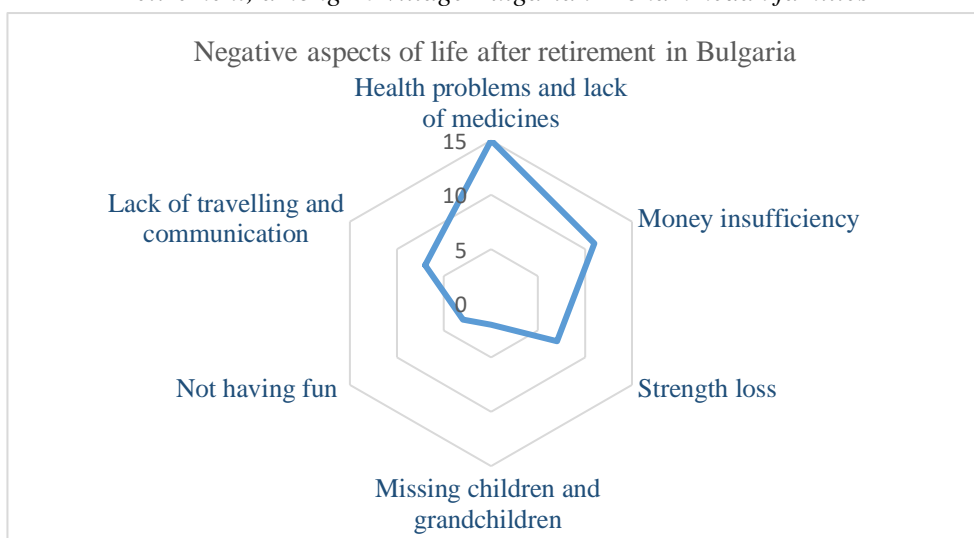 Negative aspects of life after retirement in Bulgaria
Health problems and lack
of medicines
15
10
5
0
Money insufficiency
Strength loss
Missing children and
grandchildren
Not having fun
Lack of travelling and
communication